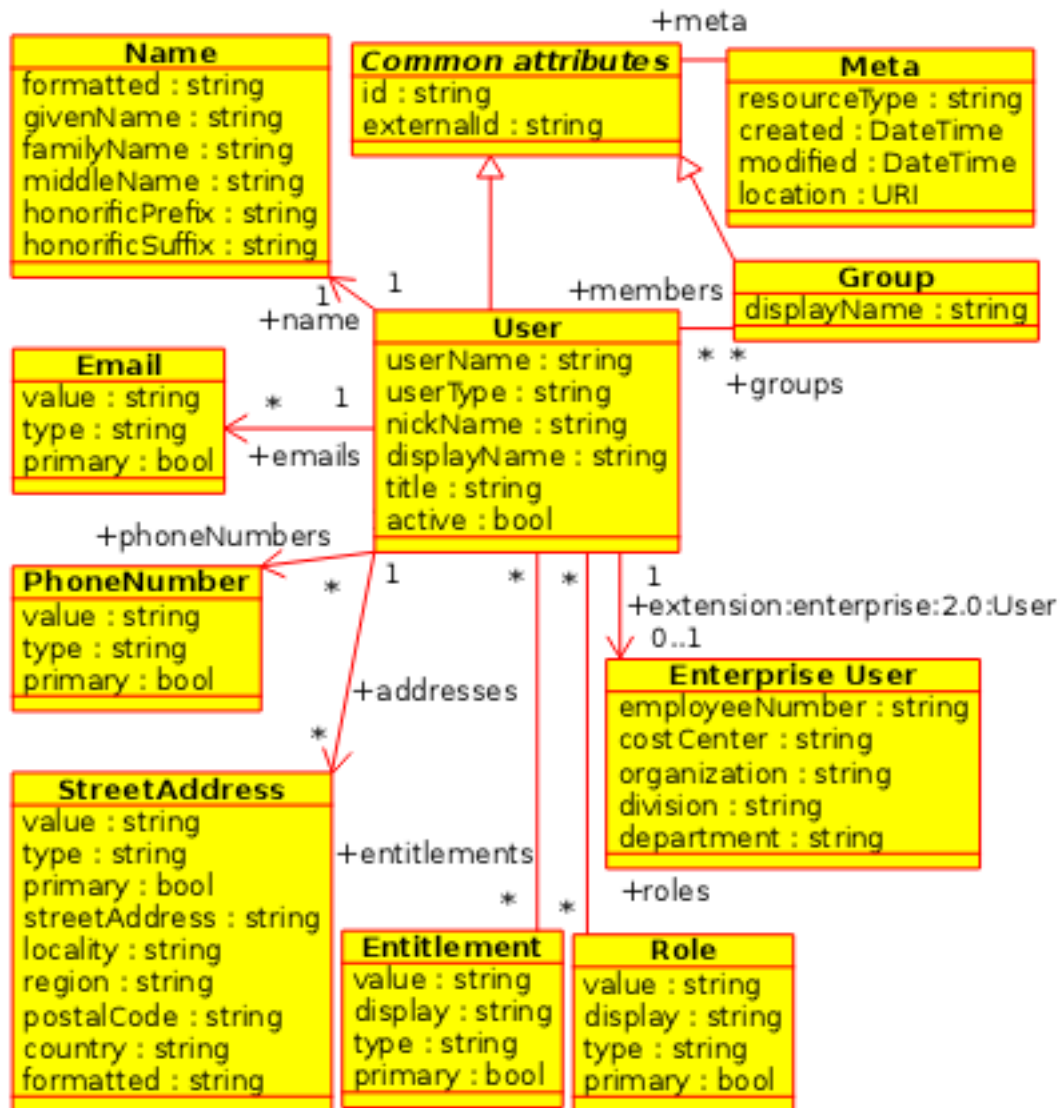 +meta
Name
formatted : string
givenName : string
familyName : string
middleName : string
honorificPrefix : string
honorificSuffix : string
Common attributes
id : string
externalId : string
Meta
resourceType : string
created : DateTime
modified : DateTime
location : URI
1
1
+name
+members
Group
displayName : string
* *
+groups
User
userName : string
userType : string
nickName : string
displayName : string
title : string
active : bool
Email
value : string
type : string
primary : bool
* 1
+emails
+phoneNumbers
PhoneNumber
value : string
type : string
primary : bool
*
1
+addresses
*
* *
1
+extension:enterprise:2.0:User
0..1
Enterprise User
employeeNumber : string
costCenter : string
organization : string
division : string
department : string
StreetAddress
value : string
type : string
primary : bool
streetAddress : string
locality : string
region : string
postalCode : string
country : string
formatted : string
+entitlements
+roles
* *
Entitlement
value : string
display : string
type : string
primary : bool
Role
value : string
display : string
type : string
primary : bool